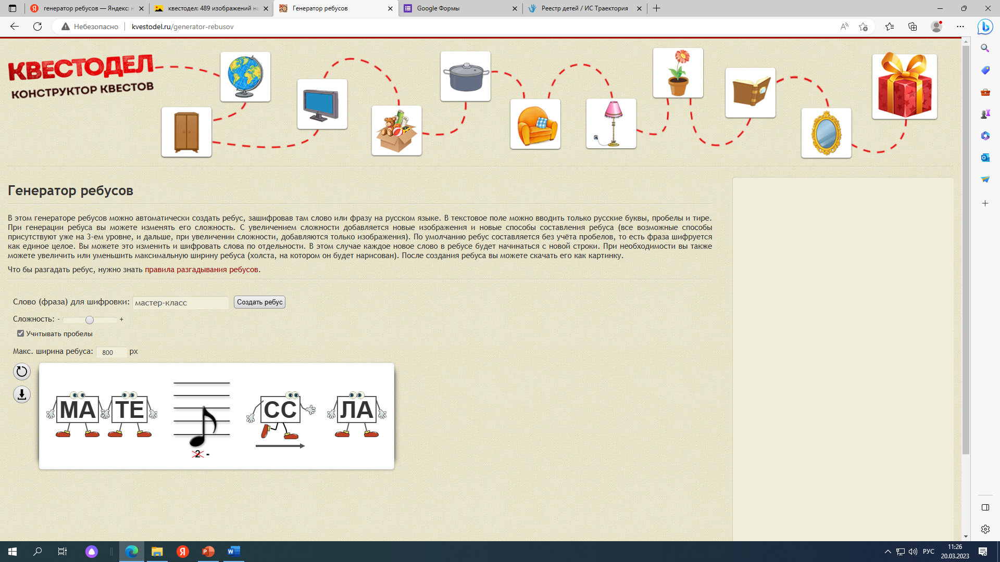 генератор ребусов — Яндекс: н
квестодел: 489 изображений на
Генератор ребусов
Google Формы
Реестр детей / ИС Траектория
Небезопасно
kvestodel.ru/generator-rebusov
КВЕСТОДЕЛ
КОНСТРУКТОР КВЕСТОВ
Генератор ребусов
В этом генераторе ребусов можно автоматически создать ребус, зашифровав там слово или фразу на русском языке. В текстовое поле можно вводить только русские буквы, пробелы и тире.
При генерации ребуса вы можете изменять его сложность. С увеличением сложности добавляется новые изображения и новые способы составления ребуса (все возможные способы
присутствуют уже на 3-ем уровне, и дальше, при увеличении сложности, добавляются только изображения). По умолчанию ребус составляется без учёта пробелов, то есть фраза шифруется
как единое целое. Вы можете это изменить и шифровать слова по отдельности. В этом случае каждое новое слово в ребусе будет начинаться с новой строки. При необходимости вы также
можете увеличить или уменьшить максимальную ширину ребуса (холста, на котором он будет нарисован). После создания ребуса вы можете скачать его как картинку.
Что бы разгадать ребус, нужно знать правила разгадывания ребусов.
Слово (фраза) для шифровки: мастер-класс Создать ребус
Сложность: - +
Учитывать пробелы
Макс. ширина ребуса: 800 px
МА ТЕ СС ЛА
2 -
РУС
11:26
20.03.2023